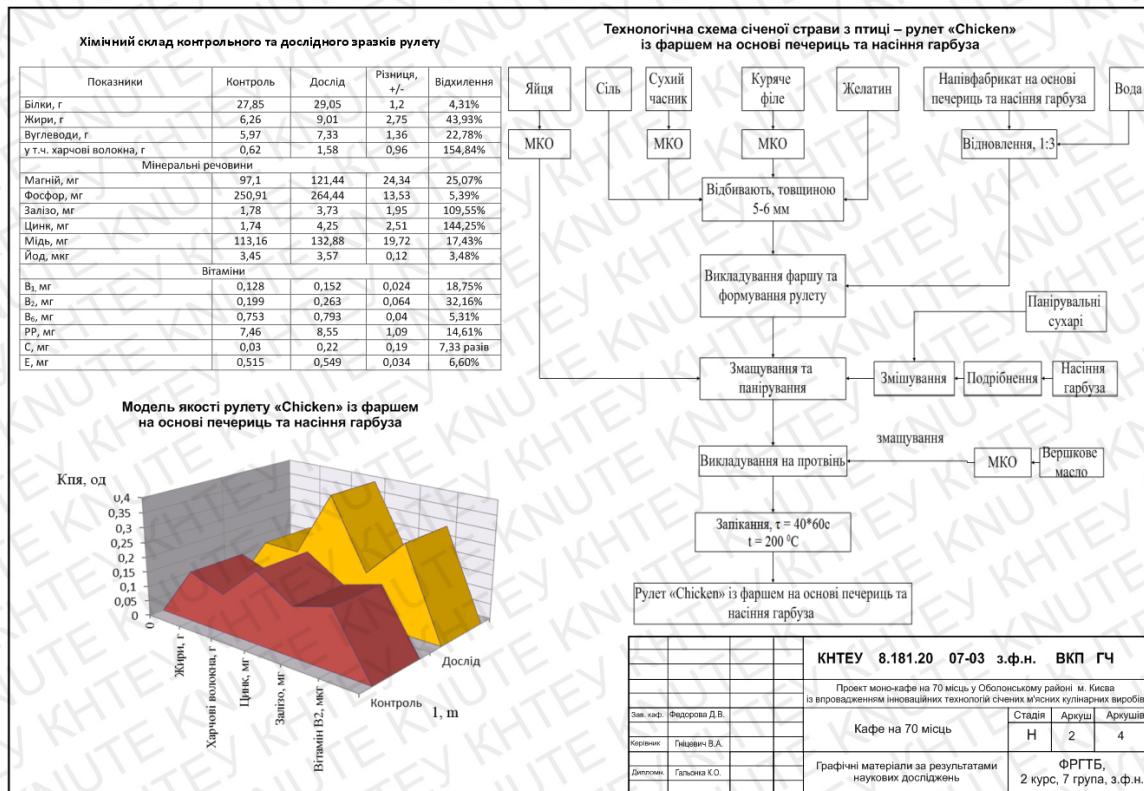 Хімічний склад контрольного та дослідного зразків рулету
Показники Контроль Дослід Різниця, +/- Відхилення
Білки, г 27,85 29,05 1,2 4,31%
Жири, г 6,26 9,01 2,75 43,93%
Вуглеводи, г 5,97 7,33 1,36 22,78%
у т.ч. харчові волокна, г 0,62 1,58 0,96 154,84%
Мінеральні речовини
Магній, мг 97,1 121,44 24,34 25,07%
Фосфор, мг 250,91 264,44 13,53 5,39%
Залізо, мг 1,78 3,73 1,95 109,55%
Цинк, мг 1,74 4,25 2,51 144,25%
Мідь, мг 113,16 132,88 19,72 17,43%
Йод, мкг 3,45 3,57 0,12 3,48%
Вітаміни
В₁, мг 0,128 0,152 0,024 18,75%
В₂, мг 0,199 0,263 0,064 32,16%
В₆, мг 0,753 0,793 0,04 5,31%
РР, мг 7,46 8,55 1,09 14,61%
С, мг 0,03 0,22 0,19 7,33 разів
Е, мг 0,515 0,549 0,034 6,60%
Модель якості рулету «Chicken» із фаршем
на основі печериць та насіння гарбуза
Кпя, од
0,4
0,35
0,3
0,25
0,2
0,15
0,1
0,05
0
0
Жири, г
Харчові волокна, г
Цинк, мг
Залізо, мг
Вітамін В2, мкг
Контроль
Дослід
1, m
Технологічна схема січеної страви з птиці – рулет «Chicken»
із фаршем на основі печериць та насіння гарбуза
Яйця
Сіль
Сухий
часник
Куряче
філе
Желатин
Напівфабрикат на основі
печериць та насіння гарбуза
Вода
МКО
МКО
МКО
Відновлення, 1:3
Відбивають, товщиною
5-6 мм
Викладування фаршу та
формування рулету
Панірувальні
сухарі
Змащування та
панірування
Змішування
Подрібнення
Насіння
гарбуза
змащування
Викладування на протвінь
МКО
Вершкове
масло
Запікання, τ = 40*60с
t = 200 ⁰С
Рулет «Chicken» із фаршем на основі печериць та
насіння гарбуза
КНТЕУ 8.181.20 07-03 з.ф.н. ВКП ГЧ
Проект моно-кафе на 70 місць у Оболонському районі м. Києва
із впровадженням інноваційних технологій січених м'ясних кулінарних виробів
Зав. каф. Федорова Д.В.
Керівник Гніцевич В.А.
Дипломн. Гальонка К.О.
Кафе на 70 місць
Стадія Аркуш Аркушів
Н 2 4
Графічні матеріали за результатами
наукових досліджень
ФРГТБ,
2 курс, 7 група, з.ф.н.
KNUTE КНТЕУ